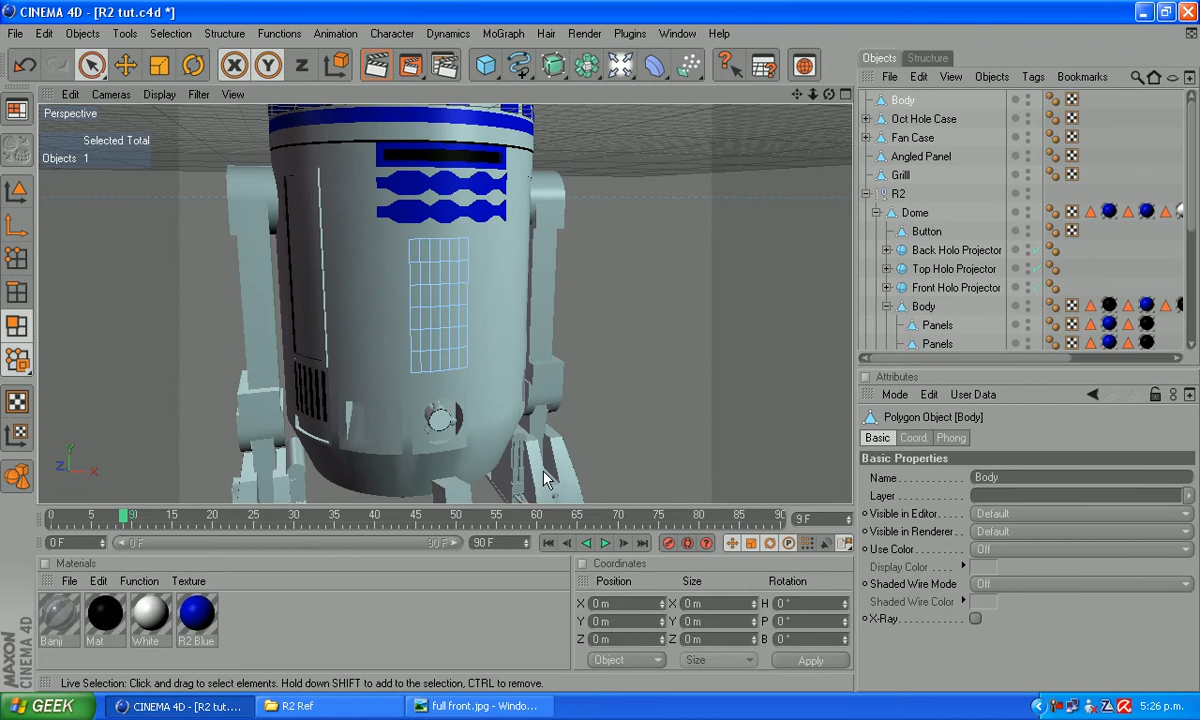 CINEMA 4D - [R2 tut.c4d *]
File Edit Objects Tools Selection Structure Functions Animation Character Dynamics MoGraph Hair Render Plugins Window Help
Objects Structure
File Edit View Objects Tags Bookmarks
Edit Cameras Display Filter View
Perspective
Selected Total
Objects 1
Y
Z X
Body
Oct Hole Case
Fan Case
Angled Panel
Grill
R2
Dome
Button
Back Holo Projector
Top Holo Projector
Front Holo Projector
Body
Panels
Panels
Attributes
Mode Edit User Data
Polygon Object [Body]
Basic Coord. Phong
Basic Properties
Name Body
Layer
Visible in Editor Default
Visible in Renderer Default
Use Color Off
Display Color
Shaded Wire Mode Off
Shaded Wire Color
X-Ray
0 5 9 15 20 25 30 35 40 45 50 55 60 65 70 75 80 85 90 9 F
0 F 0 F 90 F 90 F
Materials
File Edit Function Texture
Banji Mat White R2 Blue
Coordinates
Position Size Rotation
X 0 m X 0 m H 0 °
Y 0 m Y 0 m P 0 °
Z 0 m Z 0 m B 0 °
Object Size Apply
MAXON
CINEMA 4D
Live Selection: Click and drag to select elements. Hold down SHIFT to add to the selection, CTRL to remove.
GEEK CINEMA 4D - [R2 tut.... R2 Ref full front.jpg - Windo... 5:26 p.m.